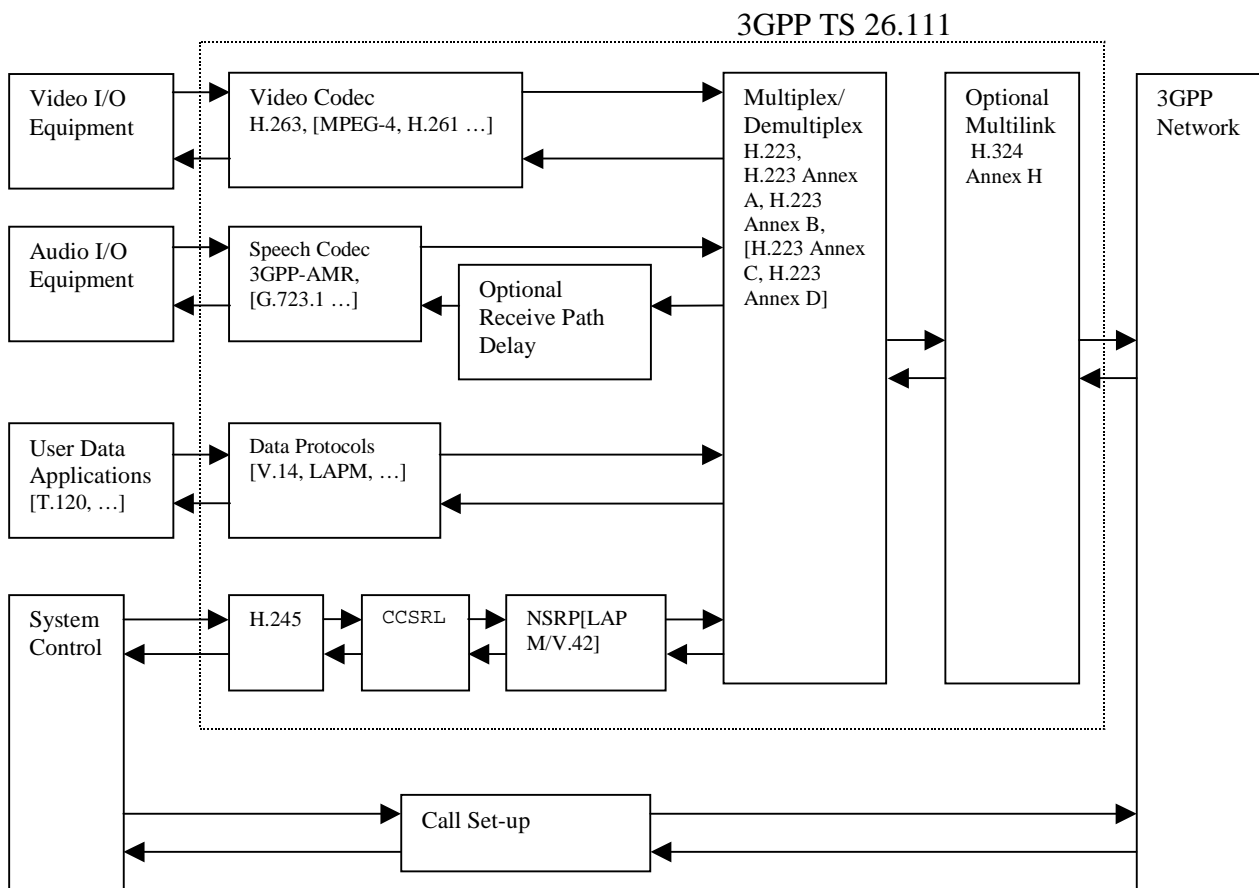 3GPP TS 26.111
Video I/O
Equipment
Video Codec
H.263, [MPEG-4, H.261 …]
Multiplex/
Demultiplex
H.223,
H.223 Annex
A, H.223
Annex B,
[H.223 Annex
C, H.223
Annex D]
Optional
Multilink
H.324
Annex H
3GPP
Network
Audio I/O
Equipment
Speech Codec
3GPP-AMR,
[G.723.1 …]
Optional
Receive Path
Delay
User Data
Applications
[T.120, …]
Data Protocols
[V.14, LAPM, …]
System
Control
H.245
CCSRL
NSRP[LAP
M/V.42]
Call Set-up